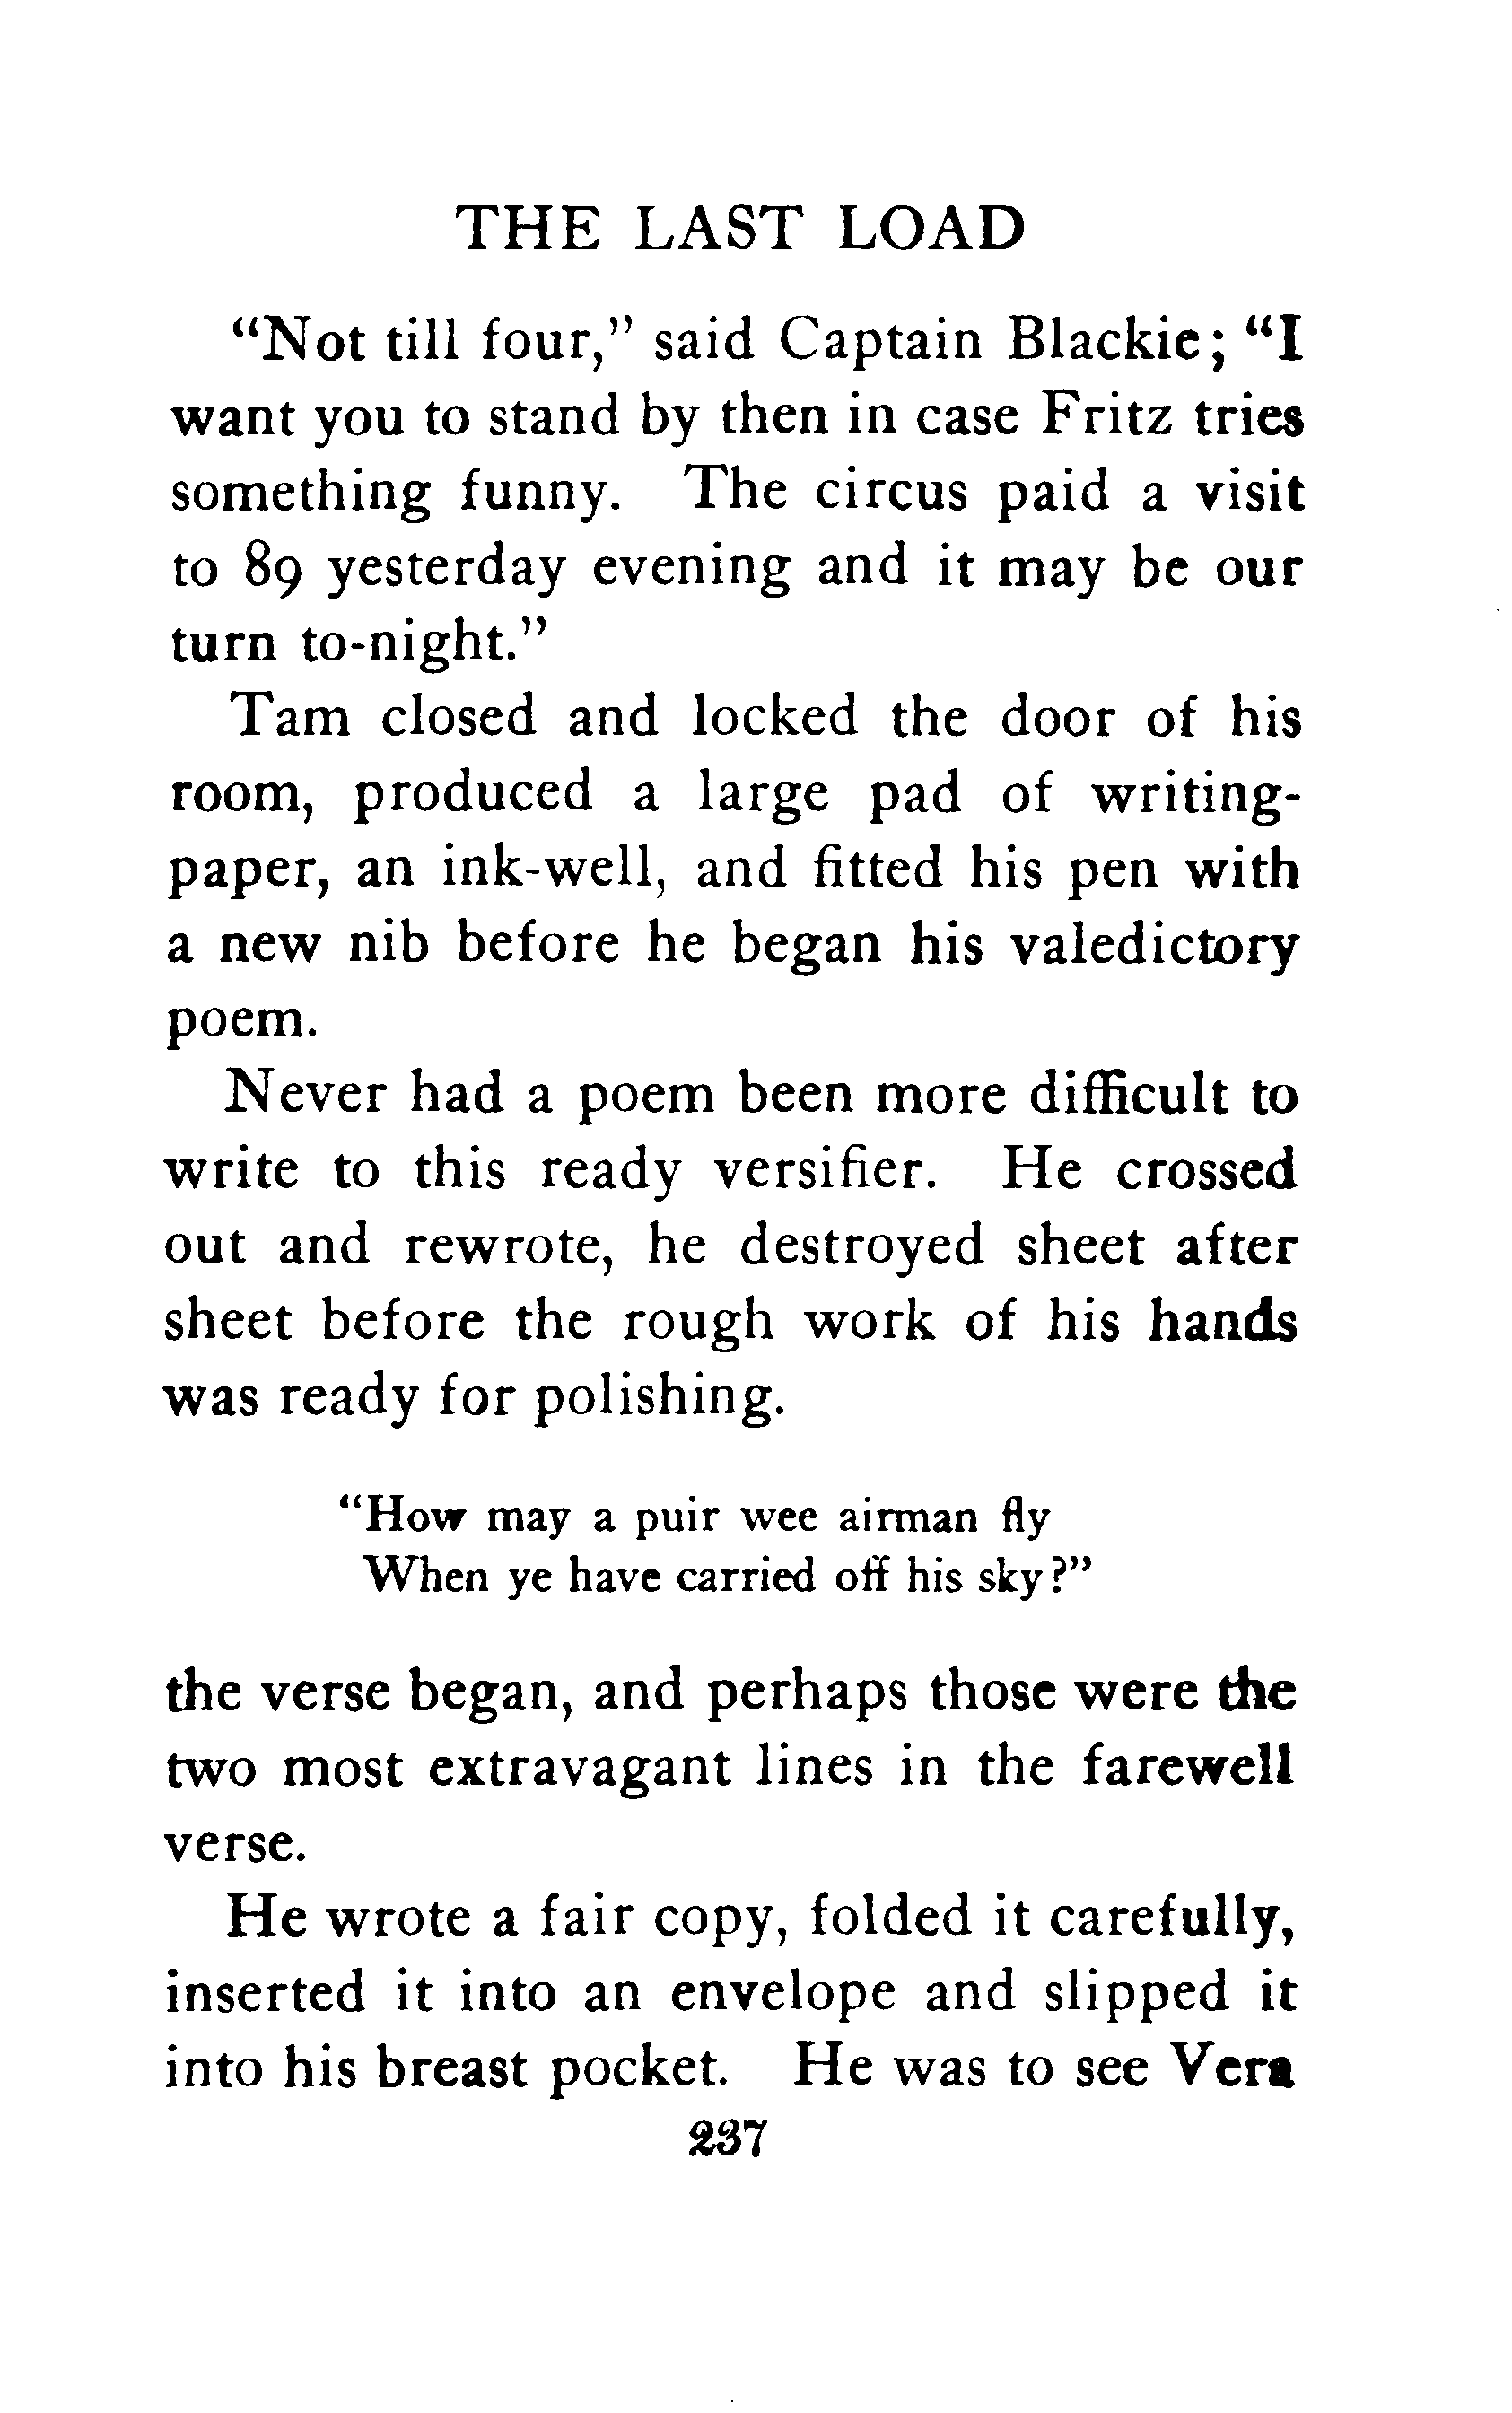 THE LAST LOAD
"Not till four," said Captain Blackie; "I
want you to stand by then in case Fritz tries
something funny. The circus paid a visit
to 89 yesterday evening and it may be our
turn to-night."
Tam closed and locked the door of his
room, produced a large pad of writing-
paper, an ink-well, and fitted his pen with
a new nib before he began his valedictory
poem.
Never had a poem been more difficult to
write to this ready versifier. He crossed
out and rewrote, he destroyed sheet after
sheet before the rough work of his hands
was ready for polishing.
"How may a puir wee airman fly
When ye have carried off his sky?"
the verse began, and perhaps those were the
two most extravagant lines in the farewell
verse.
He wrote a fair copy, folded it carefully,
inserted it into an envelope and slipped it
into his breast pocket. He was to see Vera
237